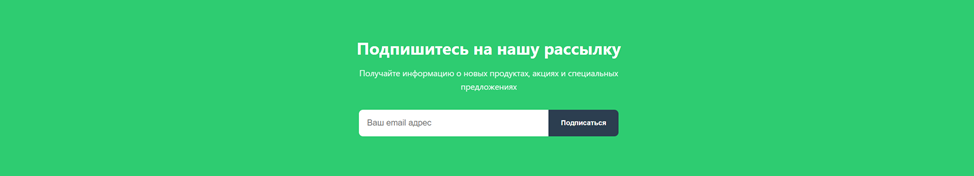 Подпишитесь на нашу рассылку
Получайте информацию о новых продуктах, акциях и специальных
предложениях
Ваш email адрес
Подписаться